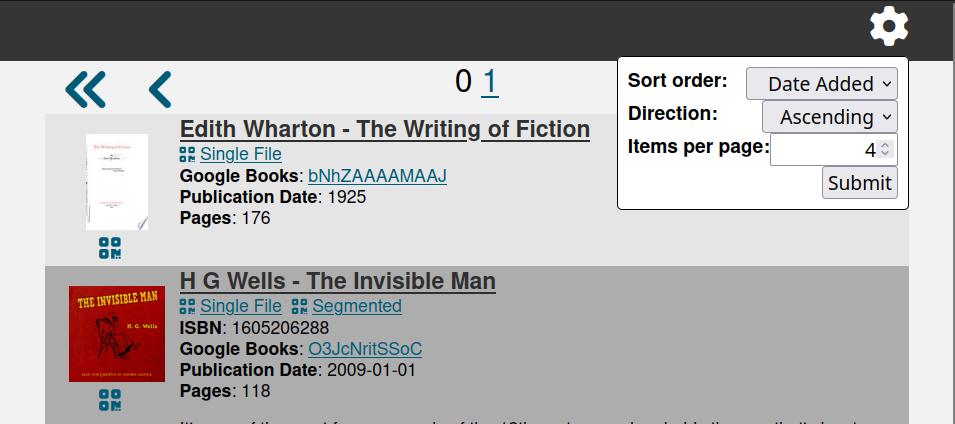 0 1
Sort order: Date Added
Direction: Ascending
Items per page: 4
Submit
Edith Wharton - The Writing of Fiction
Single File
Google Books: bNhZAAAAMAAJ
Publication Date: 1925
Pages: 176
H G Wells - The Invisible Man
Single File Segmented
ISBN: 1605206288
Google Books: O3JcNritSSoC
Publication Date: 2009-01-01
Pages: 118
THE INVISIBLE MAN
H. G. Wells